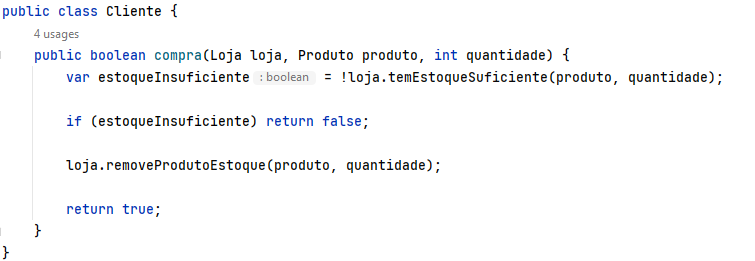 public class Cliente {
4 usages
public boolean compra(Loja loja, Produto produto, int quantidade) {
var estoqueInsuficiente : boolean = !loja.temEstoqueSuficiente(produto, quantidade);
if (estoqueInsuficiente) return false;
loja.removeProdutoEstoque(produto, quantidade);
return true;
}
}